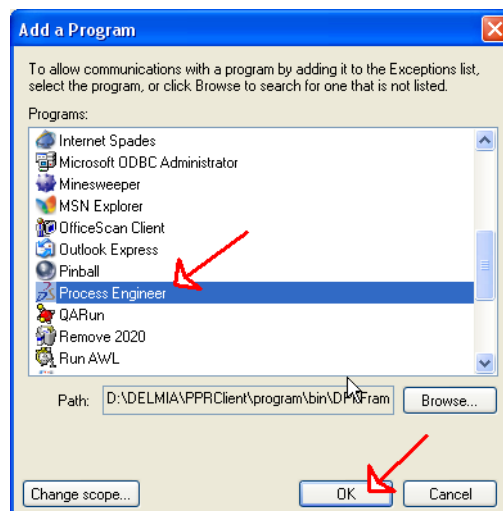 Add a Program
To allow communications with a program by adding it to the Exceptions list,
select the program, or click Browse to search for one that is not listed.
Programs:
Internet Spades
Microsoft ODBC Administrator
Minesweeper
MSN Explorer
OfficeScan Client
Outlook Express
Pinball
Process Engineer
QARun
Remove 2020
Run AWL
Path: D:\DELMIA\PPRClient\program\bin\DPEFram Browse...
Change scope... OK Cancel